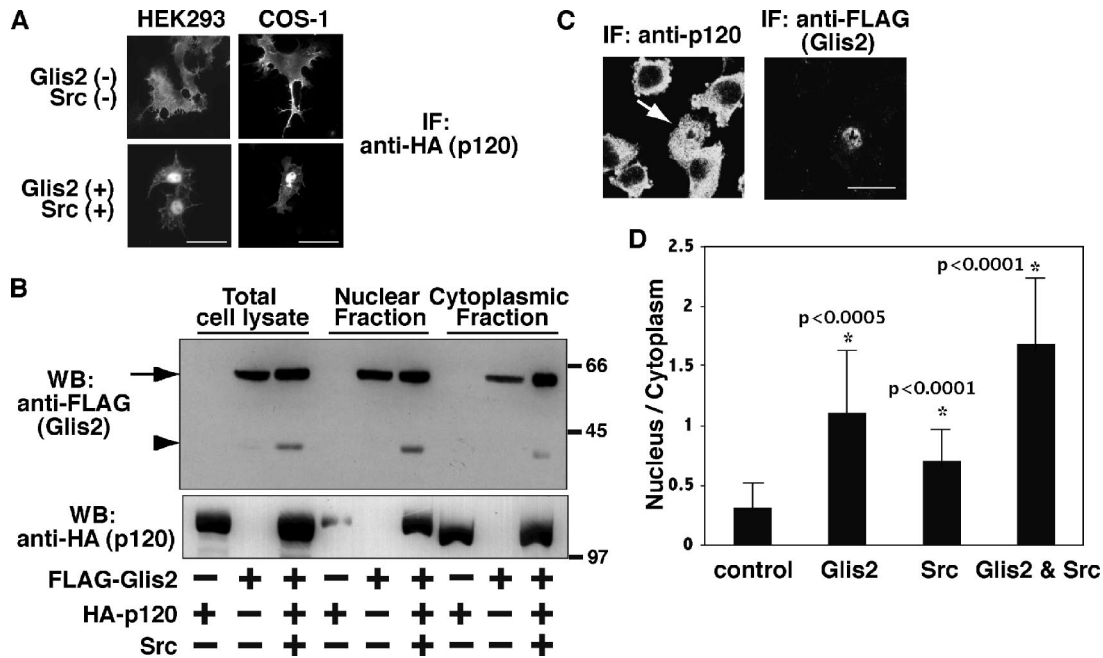 A
HEK293 COS-1
Glis2 (-)
Src (-)
Glis2 (+)
Src (+)
IF:
anti-HA (p120)
B
Total
cell lysate
Nuclear
Fraction
Cytoplasmic
Fraction
WB:
anti-FLAG
(Glis2)
66
45
WB:
anti-HA (p120)
97
FLAG-Glis2 − + + − + + − + +
HA-p120 + − + + − + + − +
Src − − + − − + − − +
C
IF: anti-p120
IF: anti-FLAG
(Glis2)
D
Nucleus / Cytoplasm
2.5
2
1.5
1
0.5
0
p<0.0005
*
p<0.0001
*
p<0.0001 *
control Glis2 Src Glis2 & Src